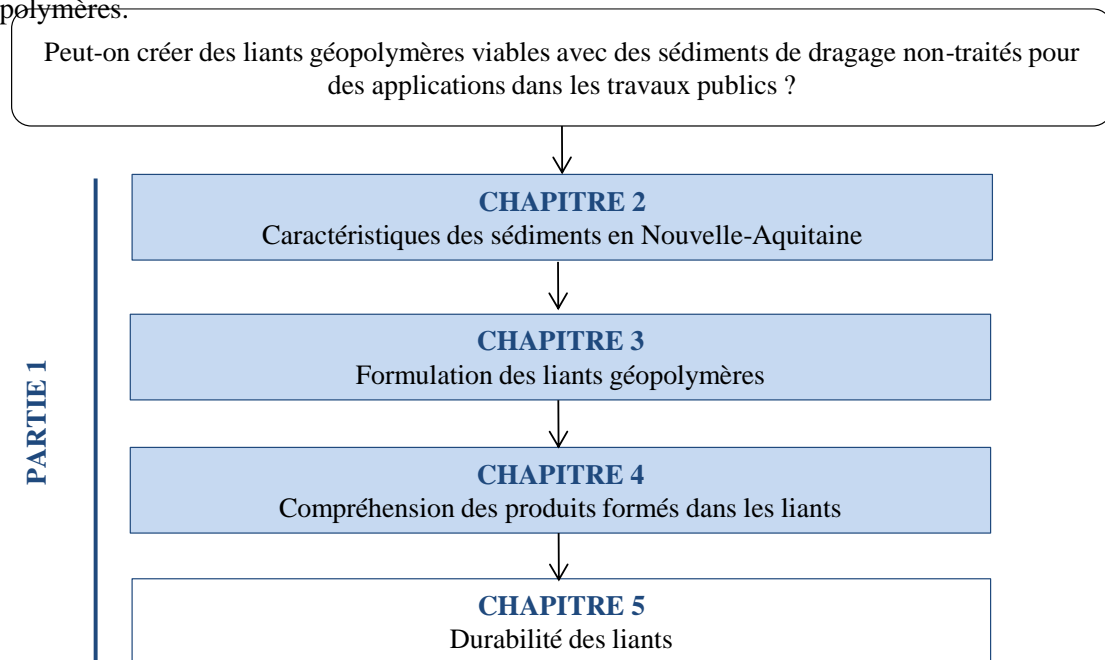 polymères.
Peut-on créer des liants géopolymères viables avec des sédiments de dragage non-traités pour
des applications dans les travaux publics ?
CHAPITRE 2
Caractéristiques des sédiments en Nouvelle-Aquitaine
CHAPITRE 3
Formulation des liants géopolymères
PARTIE 1
CHAPITRE 4
Compréhension des produits formés dans les liants
CHAPITRE 5
Durabilité des liants